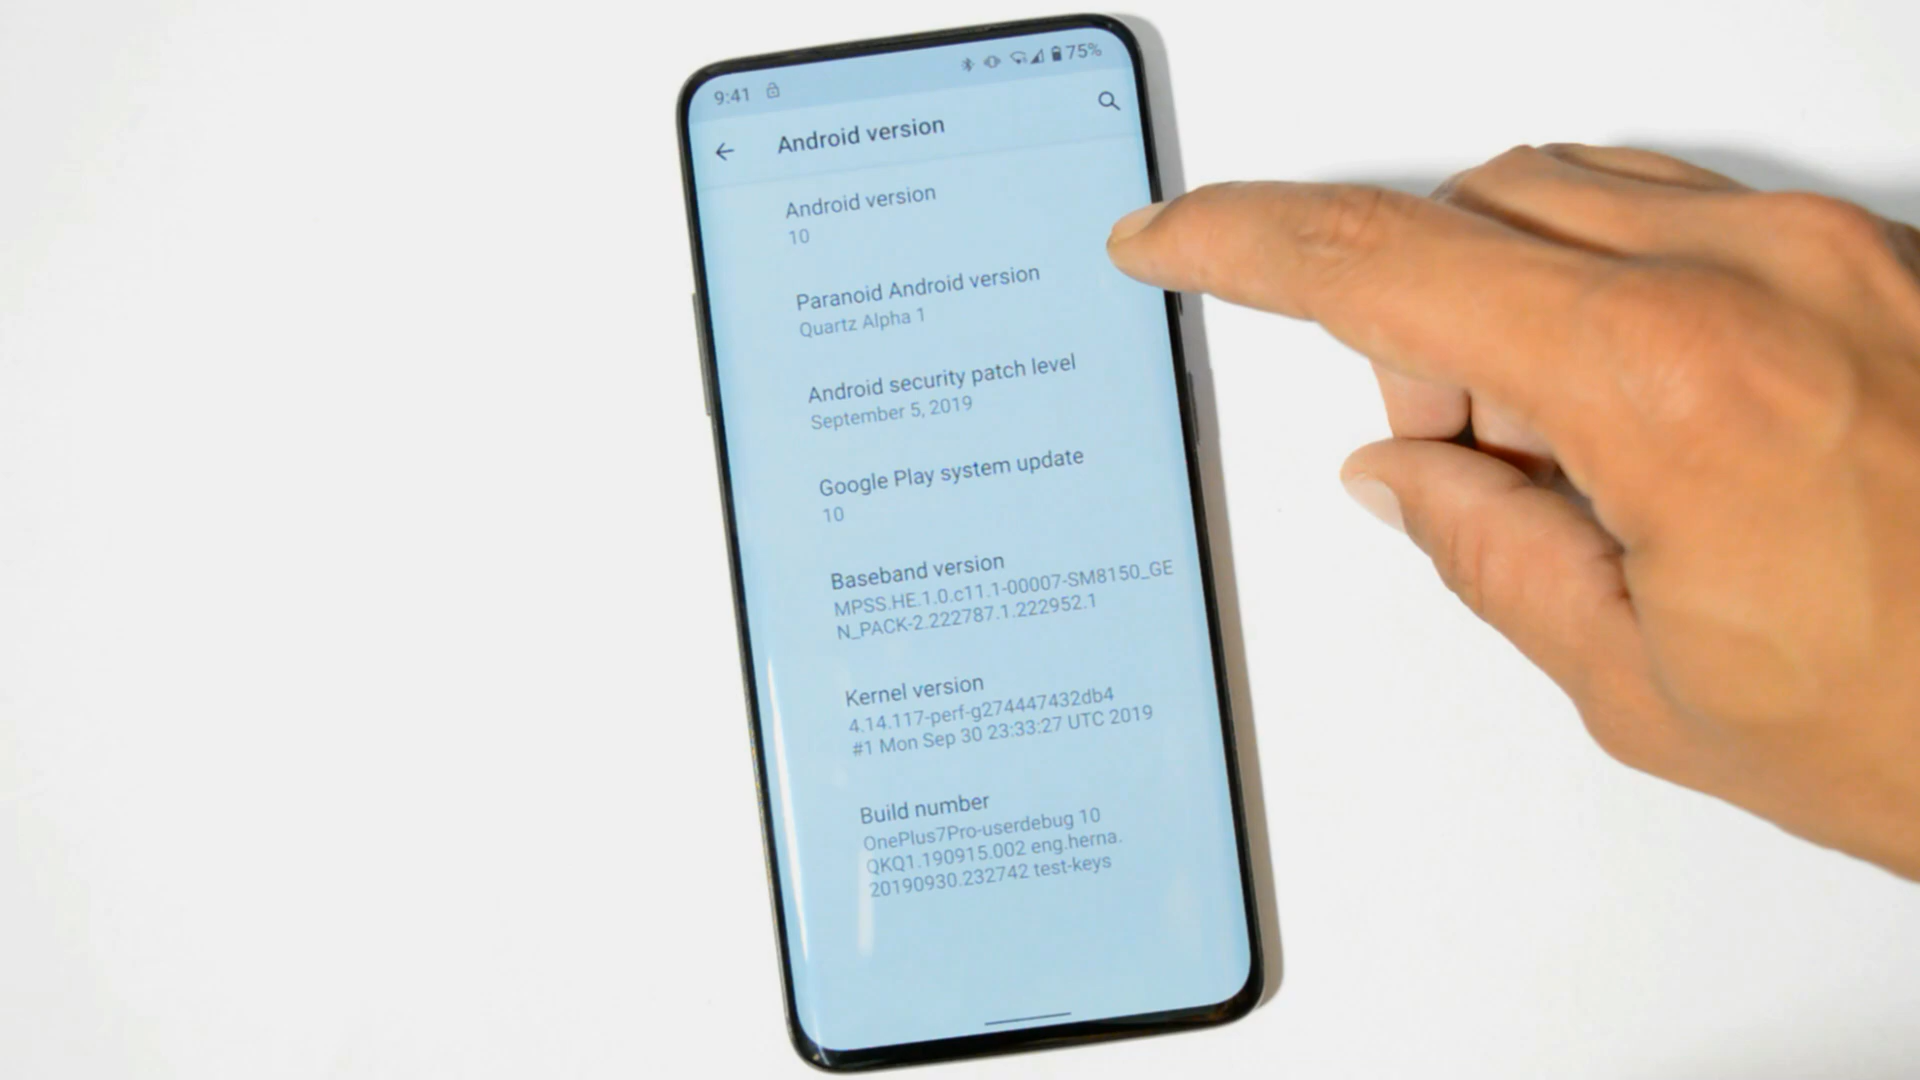 9:41
75%
Android version
Android version
10
Paranoid Android version
Quartz Alpha 1
Android security patch level
September 5, 2019
Google Play system update
10
Baseband version
MPSS.HE.1.0.c11.1-00007-SM8150_GE
N_PACK-2.222787.1.222952.1
Kernel version
4.14.117-perf-g274447432db4
#1 Mon Sep 30 23:33:27 UTC 2019
Build number
OnePlus7Pro-userdebug 10
QKQ1.190915.002 eng.herna.
20190930.232742 test-keys